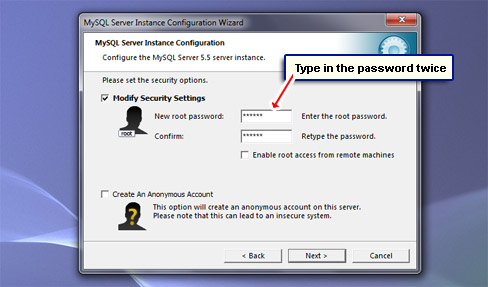 MySQL Server Instance Configuration Wizard
MySQL Server Instance Configuration
Configure the MySQL Server 5.5 server instance.
Type in the password twice
Please set the security options.
Modify Security Settings
root
New root password: ****** Enter the root password.
Confirm: ****** Retype the password.
Enable root access from remote machines
Create An Anonymous Account
?
This option will create an anonymous account on this server.
Please note that this can lead to an insecure system.
< Back Next > Cancel